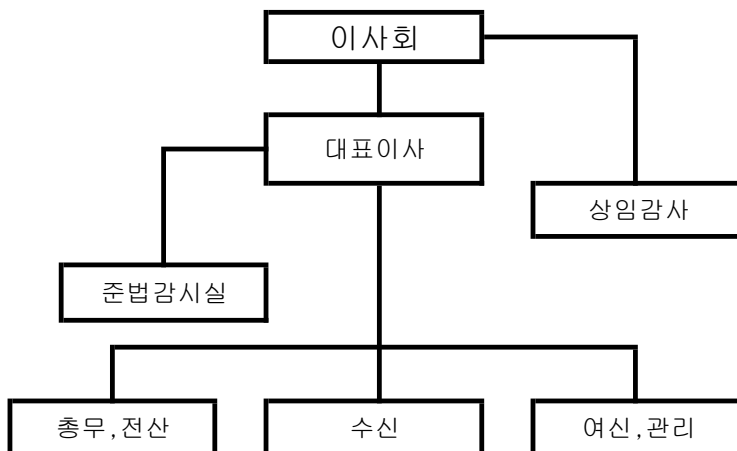 이사회
대표이사
상임감사
준법감시실
총무,전산
수신
여신,관리